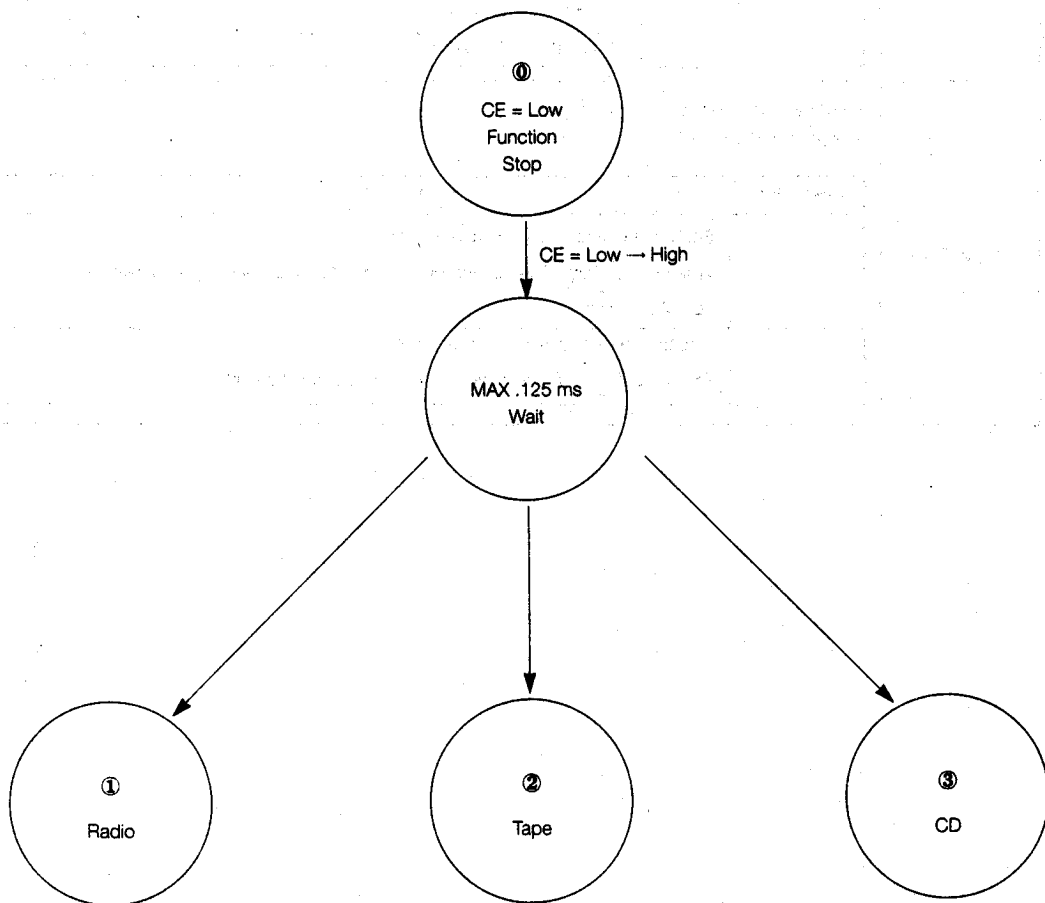 ⓪
CE = Low
Function
Stop
CE = Low → High
MAX .125 ms
Wait
①
Radio
②
Tape
③
CD